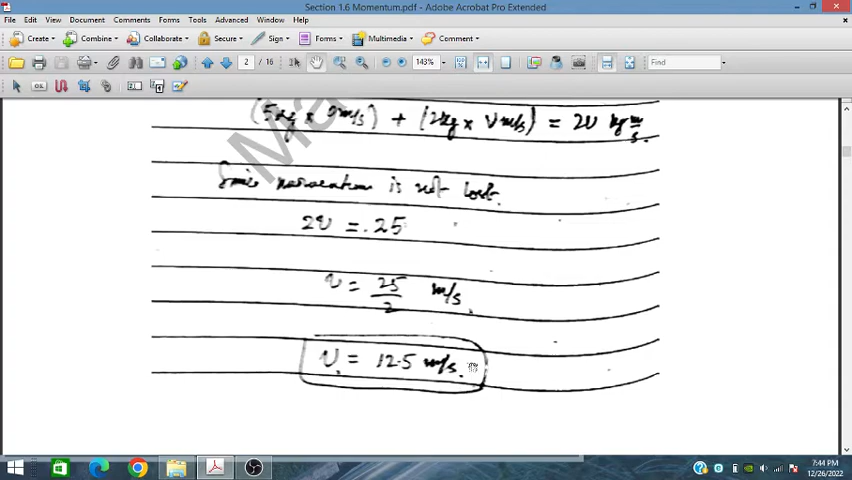 Section 1.6 Momentum.pdf - Adobe Acrobat Pro Extended
File Edit View Document Comments Forms Tools Advanced Window Help
Create Combine Collaborate Secure Sign Forms Multimedia Comment
2 / 16 143% Find
(5kg x 0m/s) + (2kg x v m/s) = 2v kg m/s.
Since momentum is not lost.
2v = 25
v = 25/2 m/s.
v = 12.5 m/s.
7:44 PM
12/26/2022